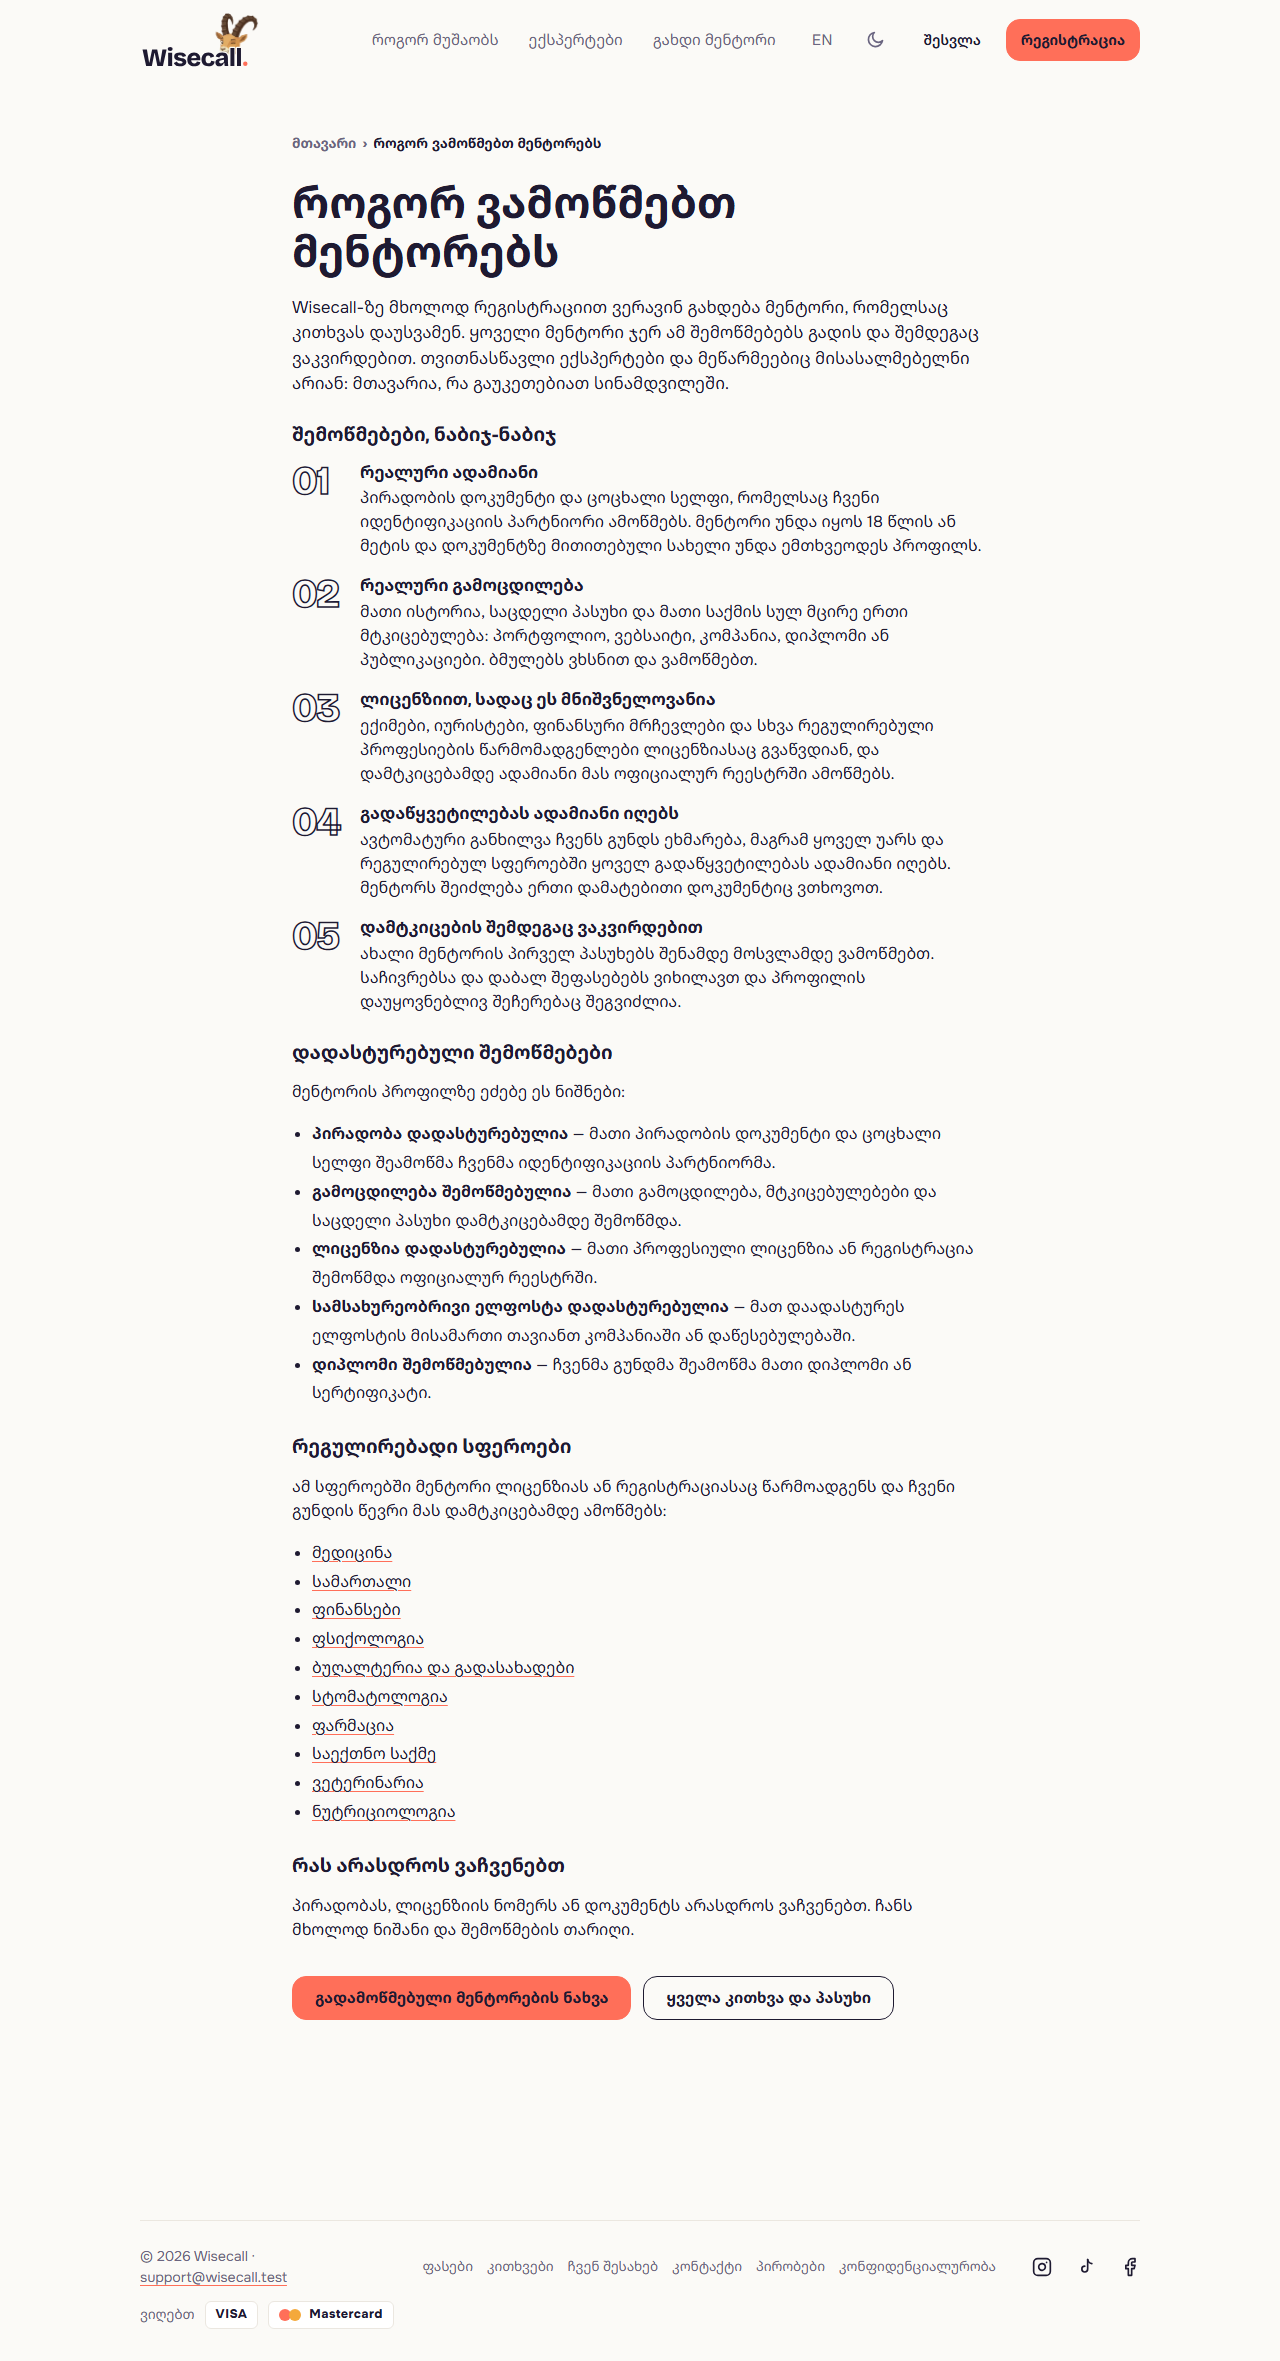 Wisecall.
როგორ მუშაობს
ექსპერტები
გახდი მენტორი
EN
შესვლა
რეგისტრაცია
მთავარი › როგორ ვამოწმებთ მენტორებს
როგორ ვამოწმებთ
მენტორებს
Wisecall-ზე მხოლოდ რეგისტრაციით ვერავინ გახდება მენტორი, რომელსაც
კითხვას დაუსვამენ. ყოველი მენტორი ჯერ ამ შემოწმებებს გადის და შემდეგაც
ვაკვირდებით. თვითნასწავლი ექსპერტები და მეწარმეებიც მისასალმებელნი
არიან: მთავარია, რა გაუკეთებიათ სინამდვილეში.
შემოწმებები, ნაბიჯ-ნაბიჯ
01
რეალური ადამიანი
პირადობის დოკუმენტი და ცოცხალი სელფი, რომელსაც ჩვენი
იდენტიფიკაციის პარტნიორი ამოწმებს. მენტორი უნდა იყოს 18 წლის ან
მეტის და დოკუმენტზე მითითებული სახელი უნდა ემთხვეოდეს პროფილს.
02
რეალური გამოცდილება
მათი ისტორია, საცდელი პასუხი და მათი საქმის სულ მცირე ერთი
მტკიცებულება: პორტფოლიო, ვებსაიტი, კომპანია, დიპლომი ან
პუბლიკაციები. ბმულებს ვხსნით და ვამოწმებთ.
03
ლიცენზიით, სადაც ეს მნიშვნელოვანია
ექიმები, იურისტები, ფინანსური მრჩევლები და სხვა რეგულირებული
პროფესიების წარმომადგენლები ლიცენზიასაც გვაწვდიან, და
დამტკიცებამდე ადამიანი მას ოფიციალურ რეესტრში ამოწმებს.
04
გადაწყვეტილებას ადამიანი იღებს
ავტომატური განხილვა ჩვენს გუნდს ეხმარება, მაგრამ ყოველ უარს და
რეგულირებულ სფეროებში ყოველ გადაწყვეტილებას ადამიანი იღებს.
მენტორს შეიძლება ერთი დამატებითი დოკუმენტიც ვთხოვოთ.
05
დამტკიცების შემდეგაც ვაკვირდებით
ახალი მენტორის პირველ პასუხებს შენამდე მოსვლამდე ვამოწმებთ.
საჩივრებსა და დაბალ შეფასებებს ვიხილავთ და პროფილის
დაუყოვნებლივ შეჩერებაც შეგვიძლია.
დადასტურებული შემოწმებები
მენტორის პროფილზე ეძებე ეს ნიშნები:
• პირადობა დადასტურებულია — მათი პირადობის დოკუმენტი და ცოცხალი
სელფი შეამოწმა ჩვენმა იდენტიფიკაციის პარტნიორმა.
• გამოცდილება შემოწმებულია — მათი გამოცდილება, მტკიცებულებები და
საცდელი პასუხი დამტკიცებამდე შემოწმდა.
• ლიცენზია დადასტურებულია — მათი პროფესიული ლიცენზია ან რეგისტრაცია
შემოწმდა ოფიციალურ რეესტრში.
• სამსახურეობრივი ელფოსტა დადასტურებულია — მათ დაადასტურეს
ელფოსტის მისამართი თავიანთ კომპანიაში ან დაწესებულებაში.
• დიპლომი შემოწმებულია — ჩვენმა გუნდმა შეამოწმა მათი დიპლომი ან
სერტიფიკატი.
რეგულირებადი სფეროები
ამ სფეროებში მენტორი ლიცენზიას ან რეგისტრაციასაც წარმოადგენს და ჩვენი
გუნდის წევრი მას დამტკიცებამდე ამოწმებს:
• მედიცინა
• სამართალი
• ფინანსები
• ფსიქოლოგია
• ბუღალტერია და გადასახადები
• სტომატოლოგია
• ფარმაცია
• საექთნო საქმე
• ვეტერინარია
• ნუტრიციოლოგია
რას არასდროს ვაჩვენებთ
პირადობას, ლიცენზიის ნომერს ან დოკუმენტს არასდროს ვაჩვენებთ. ჩანს
მხოლოდ ნიშანი და შემოწმების თარიღი.
გადამოწმებული მენტორების ნახვა
ყველა კითხვა და პასუხი
© 2026 Wisecall ·
support@wisecall.test
ფასები
კითხვები
ჩვენ შესახებ
კონტაქტი
პირობები
კონფიდენციალურობა
ვიღებთ
VISA
Mastercard